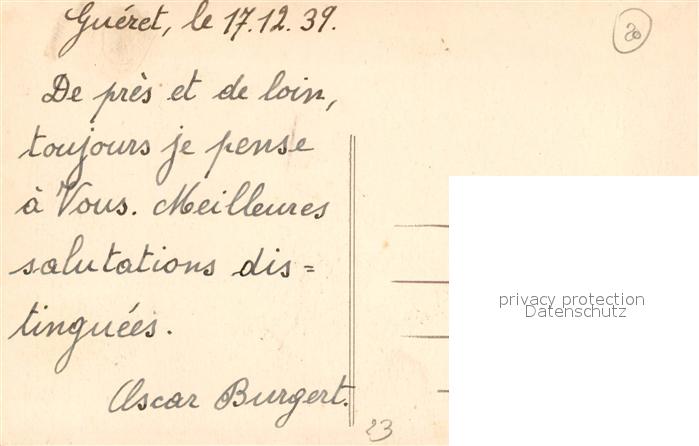 Guéret, le 17.12.39.
20
De près et de loin,
toujours je pense
à Vous. Meilleures
salutations dis=
tinguées.
Oscar Burgert.
23
privacy protection
Datenschutz